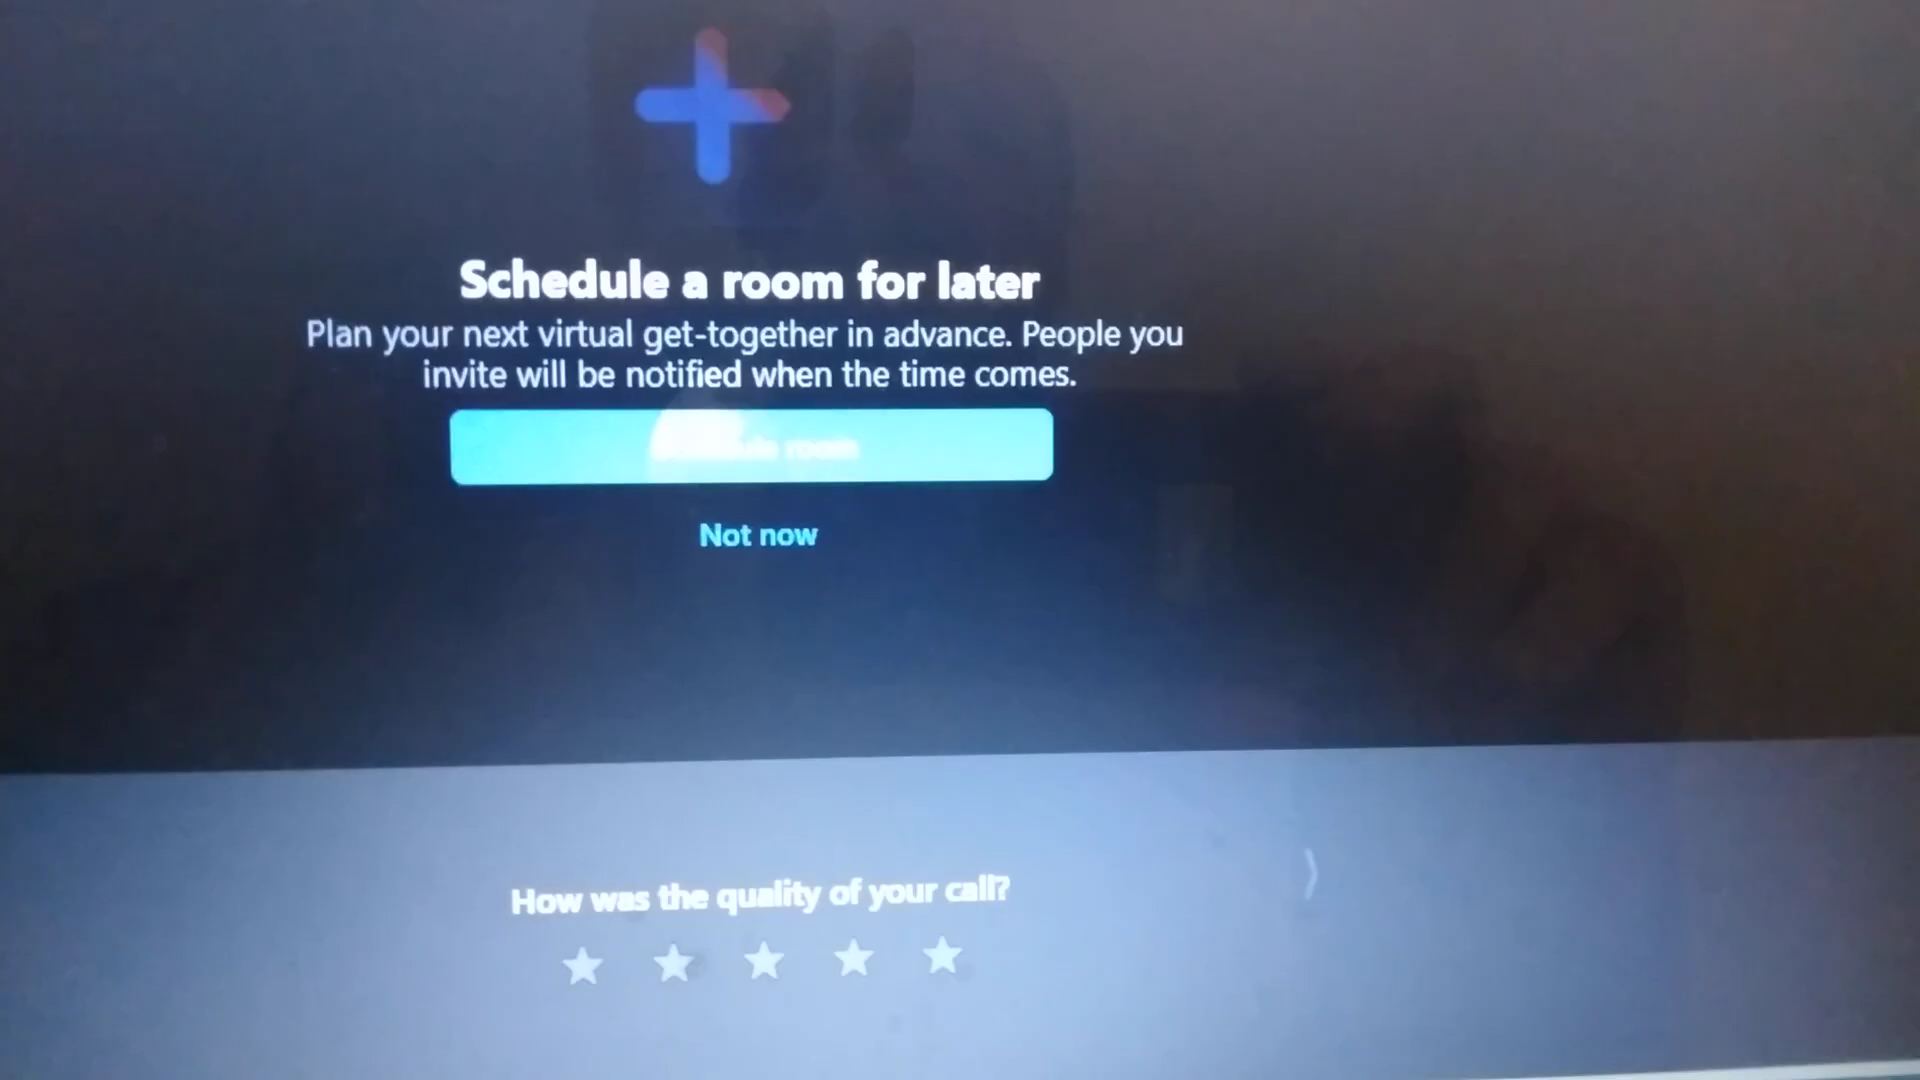 Schedule a room for later
Plan your next virtual get-together in advance. People you
invite will be notified when the time comes.
room
Not now
How was the quality of your call?